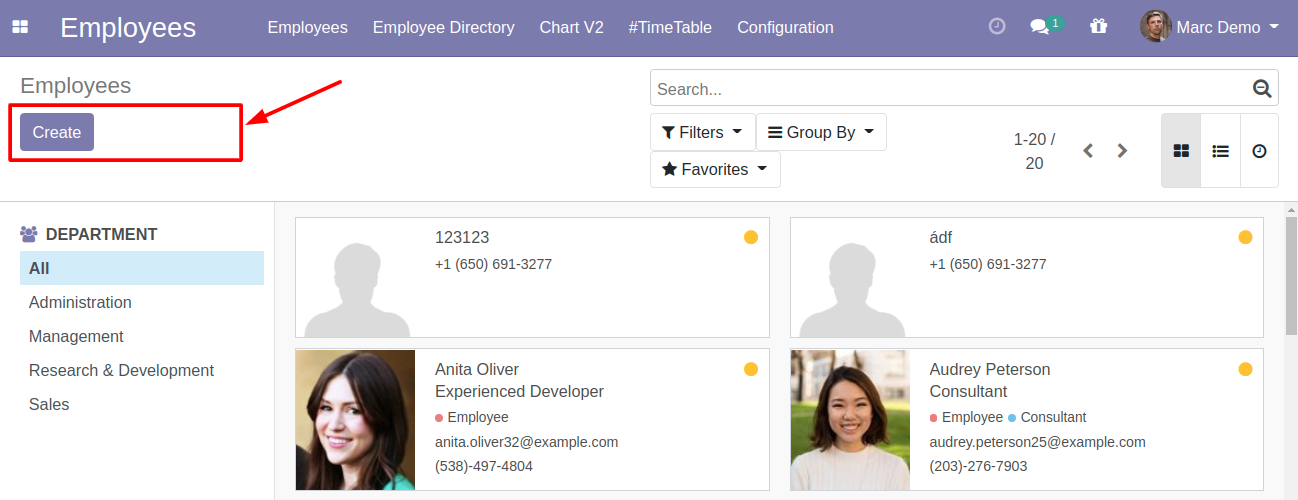 Employees
Employees Employee Directory Chart V2 #TimeTable Configuration
1
Marc Demo
Employees
Search...
Create
Filters Group By
Favorites
1-20 /
20
DEPARTMENT
All
Administration
Management
Research & Development
Sales
123123
+1 (650) 691-3277
ádf
+1 (650) 691-3277
Anita Oliver
Experienced Developer
Employee
anita.oliver32@example.com
(538)-497-4804
Audrey Peterson
Consultant
Employee Consultant
audrey.peterson25@example.com
(203)-276-7903